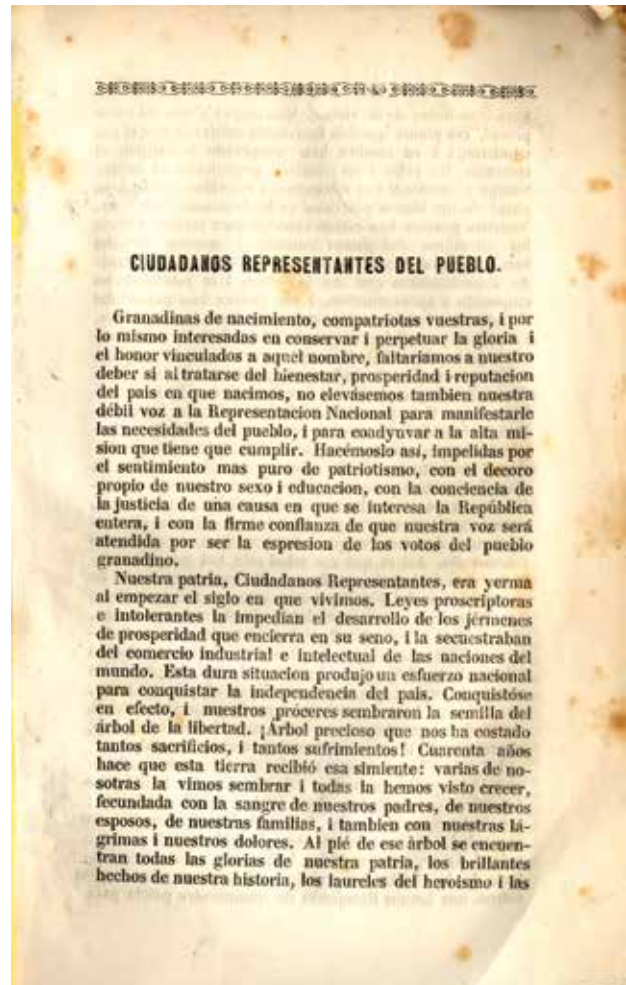 CIUDADANOS REPRESENTANTES DEL PUEBLO.
Granadinas de nacimiento, compatriotas vuestras, i por
lo mismo interesadas en conservar i perpetuar la gloria i
el honor vinculados a aquel nombre, faltariamos a nuestro
deber si al tratarse del bienestar, prosperidad i reputacion
del pais en que nacimos, no elevásemos tambien nuestra
débil voz a la Representacion Nacional para manifestarle
las necesidades del pueblo, i para coadyuvar a la alta mi-
sion que tiene que cumplir. Hacémoslo así, impelidas por
el sentimiento mas puro de patriotismo, con el decoro
propio de nuestro sexo i educacion, con la conciencia de
la justicia de una causa en que se interesa la República
entera, i con la firme confianza de que nuestra voz será
atendida por ser la espresion de los votos del pueblo
granadino.
Nuestra patria, Ciudadanos Representantes, era yerma
al empezar el siglo en que vivimos. Leyes proscriptoras
e intolerantes la impedian el desarrollo de los jérmenes
de prosperidad que encierra en su seno, i la secuestraban
del comercio industrial e intelectual de las naciones del
mundo. Esta dura situacion produjo un esfuerzo nacional
para conquistar la independencia del pais. Conquistóse
en efecto, i nuestros próceres sembraron la semilla del
árbol de la libertad. ¡Arbol precioso que nos ha costado
tantos sacrificios, i tantos sufrimientos! Cuarenta años
hace que esta tierra recibió esa simiente: varias de no-
sotras la vimos sembrar i todas la hemos visto crecer,
fecundada con la sangre de nuestros padres, de nuestros
esposos, de nuestras familias, i tambien con nuestras lá-
grimas i nuestros dolores. Al pié de ese árbol se encuen-
tran todas las glorias de nuestra patria, los brillantes
hechos de nuestra historia, los laureles del heroismo i las